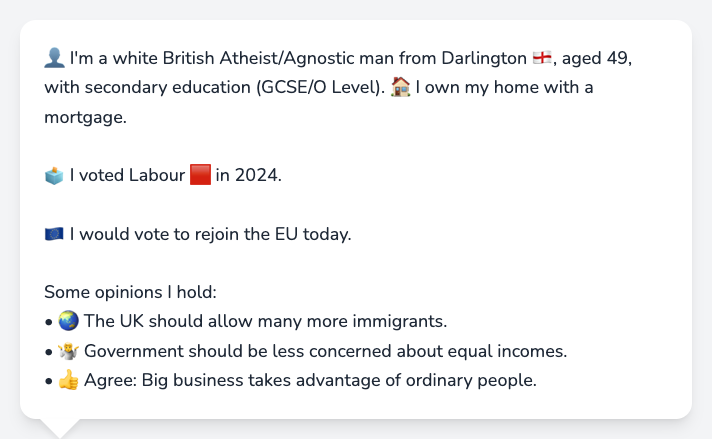 👤 I'm a white British Atheist/Agnostic man from Darlington 🏴󠁧󠁢󠁥󠁮󠁧󠁿, aged 49,
with secondary education (GCSE/O Level). 🏠 I own my home with a
mortgage.
🗳️ I voted Labour 🟥 in 2024.
🇪🇺 I would vote to rejoin the EU today.
Some opinions I hold:
• 🌏 The UK should allow many more immigrants.
• 🤷 Government should be less concerned about equal incomes.
• 👍 Agree: Big business takes advantage of ordinary people.